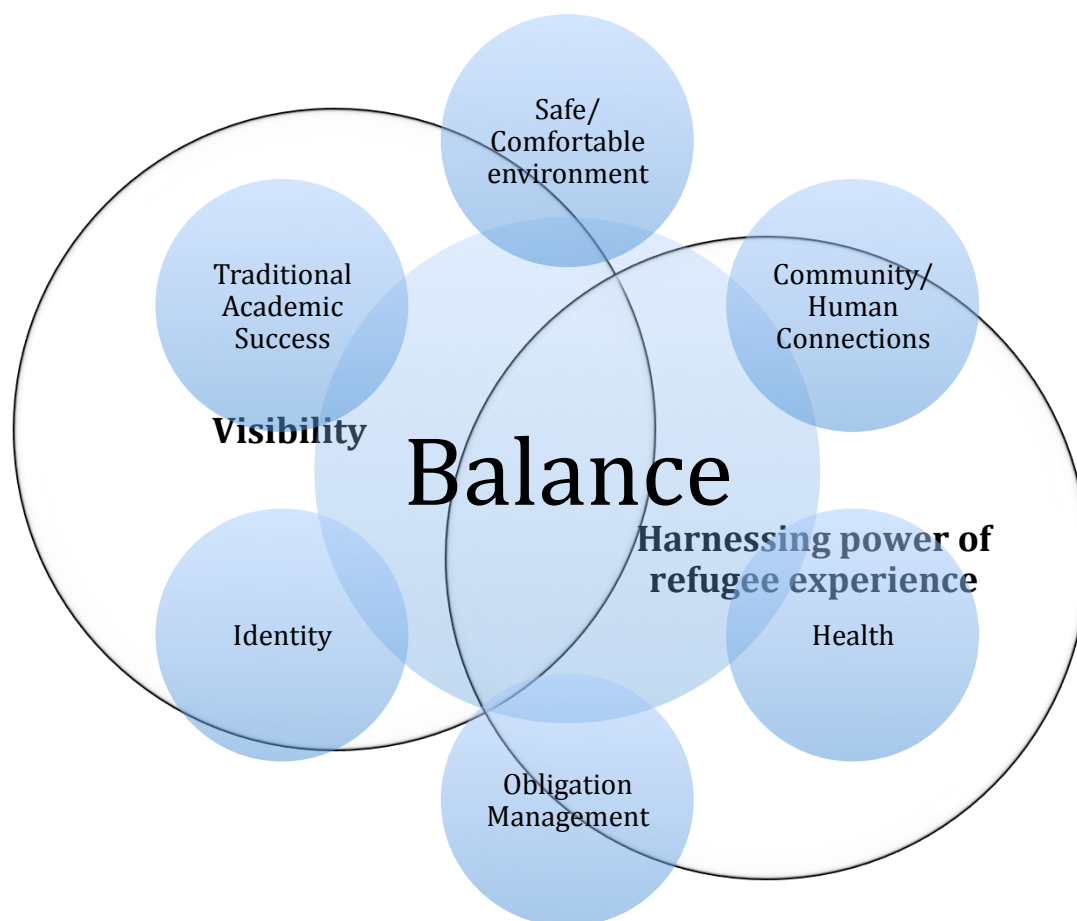 Safe/
Comfortable
environment
Traditional
Academic
Success
Community/
Human
Connections
Visibility
Balance
Harnessing power of
refugee experience
Identity
Health
Obligation
Management